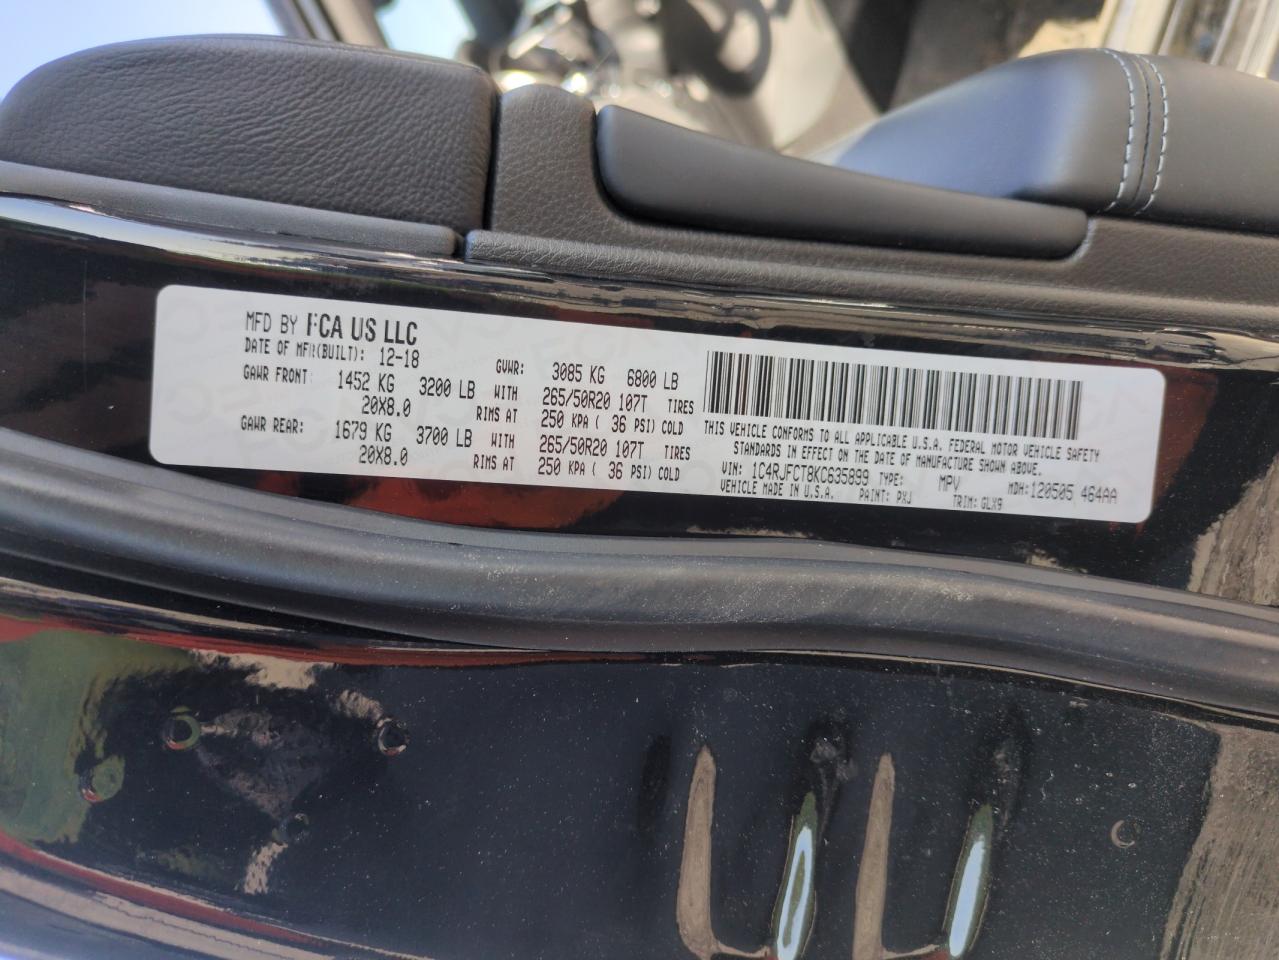 MFD BY FCA US LLC
DATE OF MFR(BUILT): 12-18 GVWR: 3085 KG 6800 LB
GAWR FRONT: 1452 KG 3200 LB WITH 265/50R20 107T TIRES
20X8.0 RIMS AT 250 KPA ( 36 PSI) COLD
GAWR REAR: 1679 KG 3700 LB WITH 265/50R20 107T TIRES
20X8.0 RIMS AT 250 KPA ( 36 PSI) COLD
THIS VEHICLE CONFORMS TO ALL APPLICABLE U.S.A. FEDERAL MOTOR VEHICLE SAFETY
STANDARDS IN EFFECT ON THE DATE OF MANUFACTURE SHOWN ABOVE.
VIN: 1C4RJFCT8KC635899 TYPE: MPV MDH: 120505 464AA
VEHICLE MADE IN U.S.A. PAINT: PXJ TRIM: GLX9